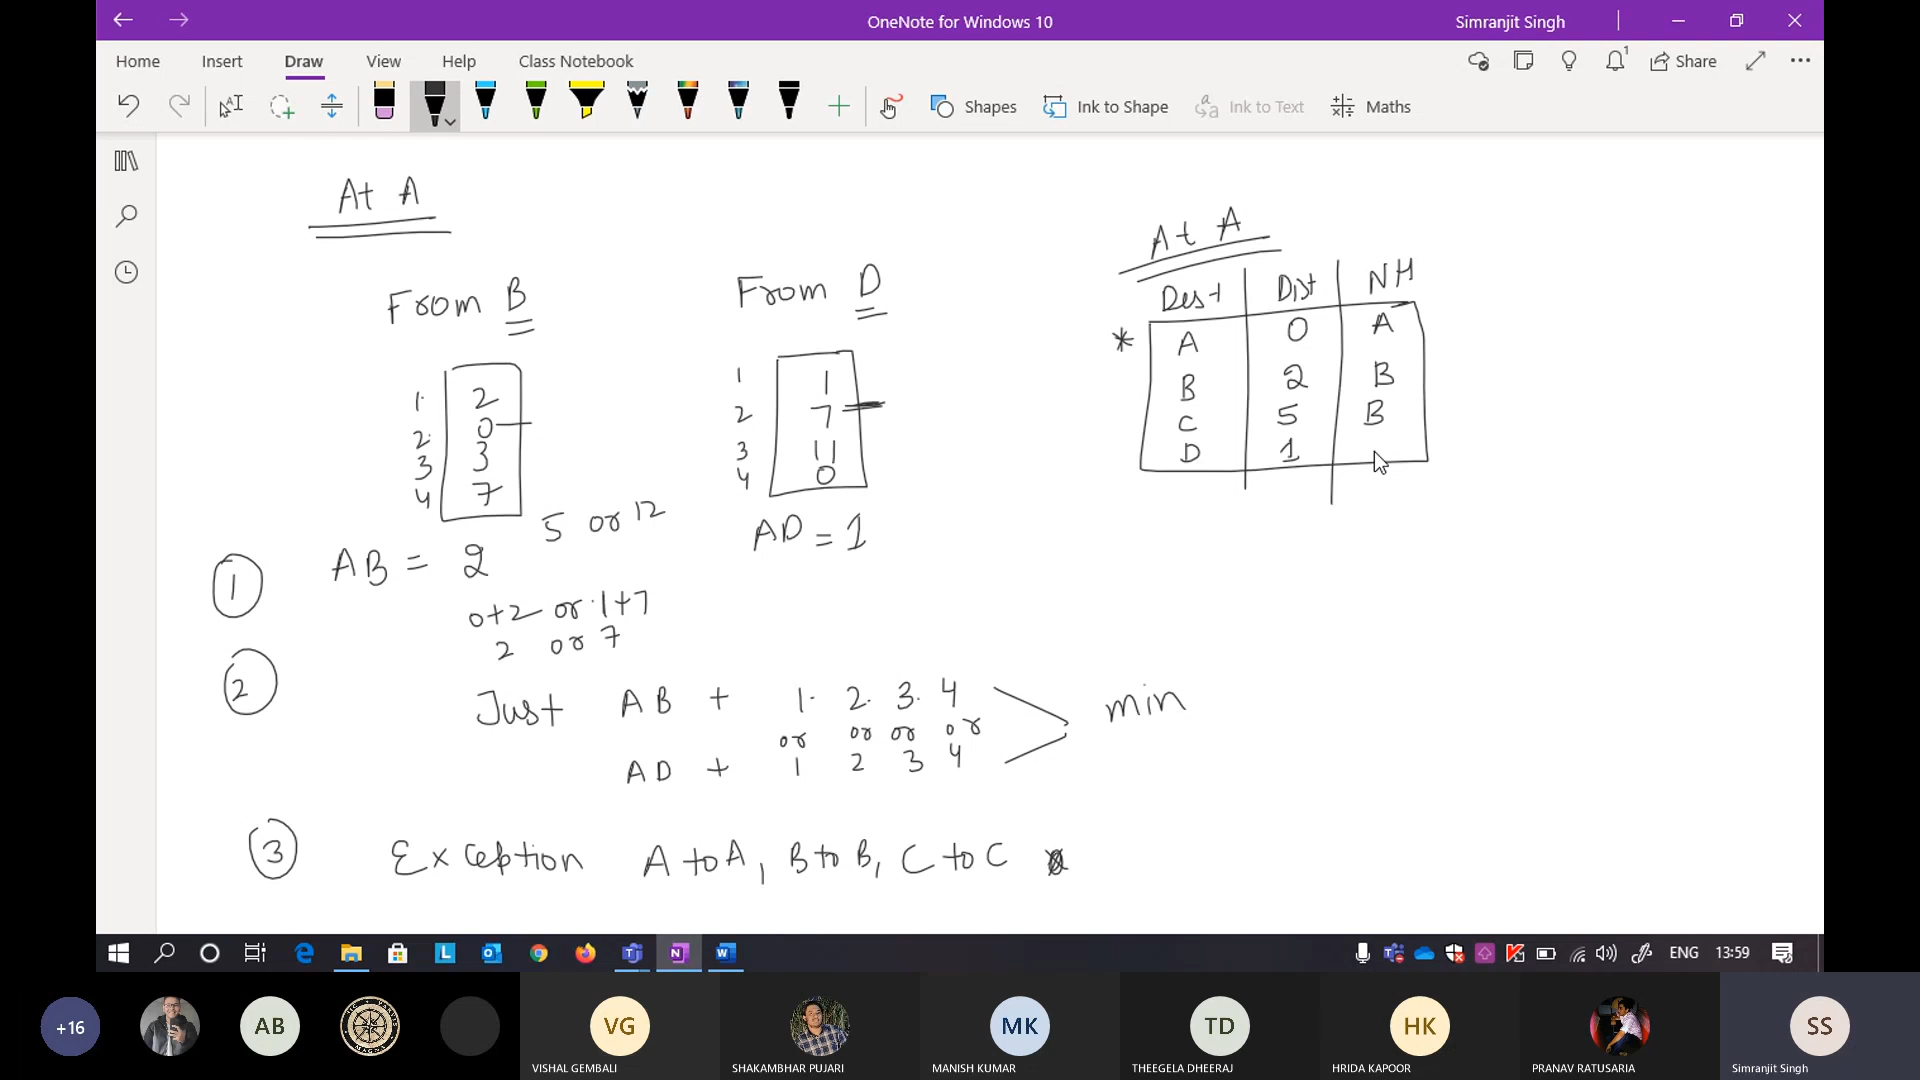 OneNote for Windows 10
Simranjit Singh
Home Insert Draw View Help Class Notebook
Share
Shapes Ink to Shape Ink to Text Maths
At A
From B
1. 2
2. 0
3 3
4 7
From D
1 1
2 7
3 11
4 0
At A
Dest Dist NH
* A 0 A
B 2 B
C 5 B
D 1
5 or 12
AD = 1
1 AB = 2
0+2 or 1+7
2 or 7
2
Just AB + 1. 2. 3. 4
or or or or
AD + 1 2 3 4
min
3 Exception A to A, B to B, C to C
ENG 13:59
+16
AB
VG
MK
TD
HK
SS
VISHAL GEMBALI
SHAKAMBHAR PUJARI
MANISH KUMAR
THEEGELA DHEERAJ
HRIDA KAPOOR
PRANAV RATUSARIA
Simranjit Singh